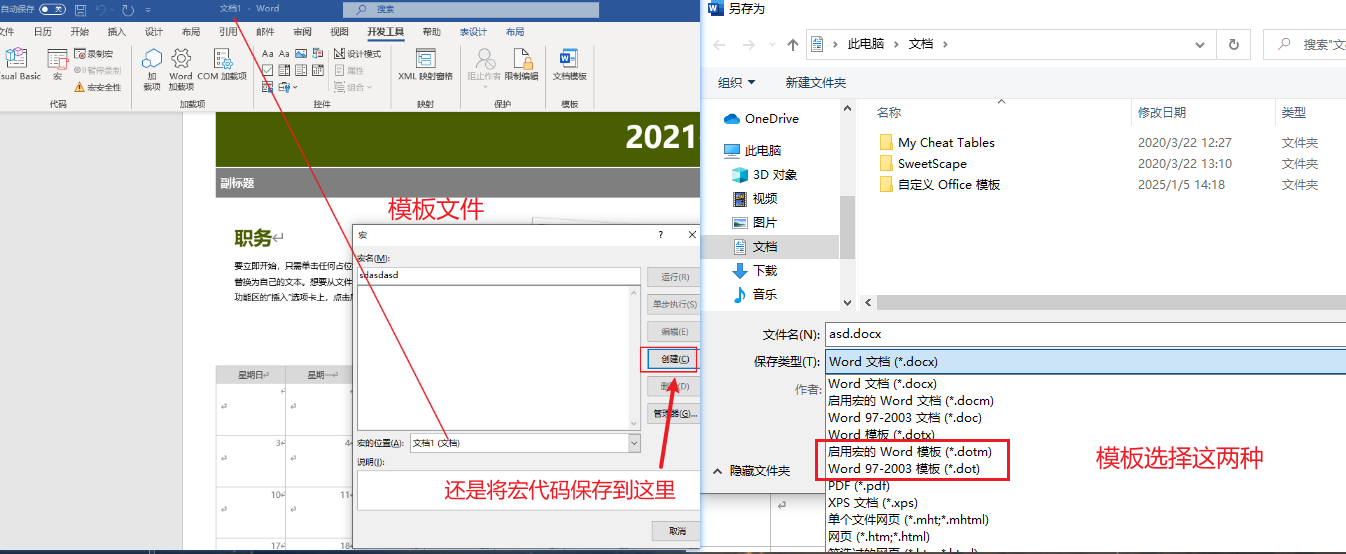 自动保存 关 文档1 - Word 搜索
文件 日历 开始 插入 设计 布局 引用 邮件 审阅 视图 开发工具 帮助 表设计 布局
sual Basic 宏 录制宏 暂停录制 宏安全性
代码
加载项 Word 加载项 COM 加载项
加载项
Aa Aa 设计模式 属性 组合
控件
XML 映射窗格
映射
阻止作者 限制编辑
保护
文档模板
模板
2021
副标题
职务
要立即开始，只需单击任何占位
替换为自己的文本。想要从文件
功能区的"插入"选项卡上，点击
星期日 星期一
3 4
10 11
17 18
模板文件
宏 ? ×
宏名(M):
sdasdasd
运行(R)
单步执行(S)
编辑(E)
创建(C)
(D)
管理器(G)...
宏的位置(A): 文档1 (文档)
说明(I):
还是将宏代码保存到这里
取消
另存为
此电脑 文档
搜索"文
组织 新建文件夹
OneDrive
此电脑
3D 对象
视频
图片
文档
下载
音乐
名称 修改日期 类型
My Cheat Tables 2020/3/22 12:27 文件夹
SweetScape 2020/3/22 13:10 文件夹
自定义 Office 模板 2025/1/5 14:18 文件夹
文件名(N): asd.docx
保存类型(T): Word 文档 (*.docx)
作者:
Word 文档 (*.docx)
启用宏的 Word 文档 (*.docm)
Word 97-2003 文档 (*.doc)
Word 模板 (*.dotx)
启用宏的 Word 模板 (*.dotm)
Word 97-2003 模板 (*.dot)
PDF (*.pdf)
XPS 文档 (*.xps)
单个文件网页 (*.mht;*.mhtml)
网页 (*.htm;*.html)
隐藏文件夹
模板选择这两种